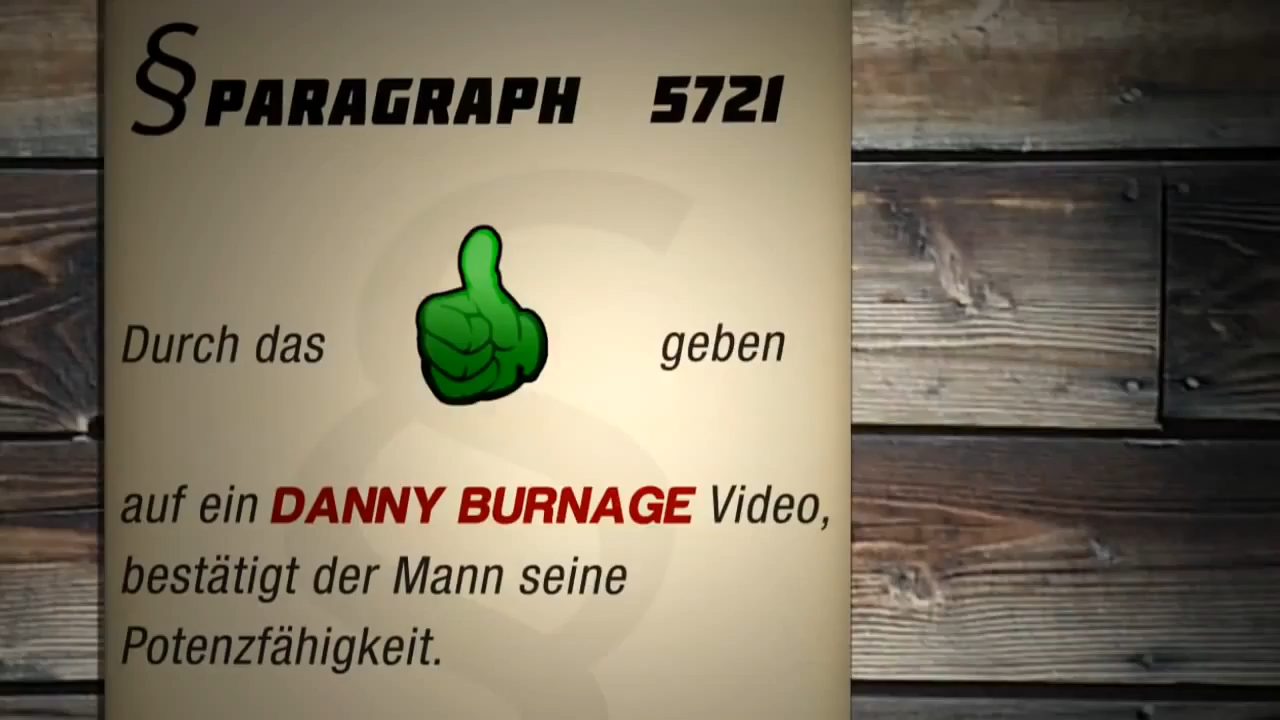 § PARAGRAPH 5721
Durch das geben
auf ein DANNY BURNAGE Video,
bestätigt der Mann seine
Potenzfähigkeit.